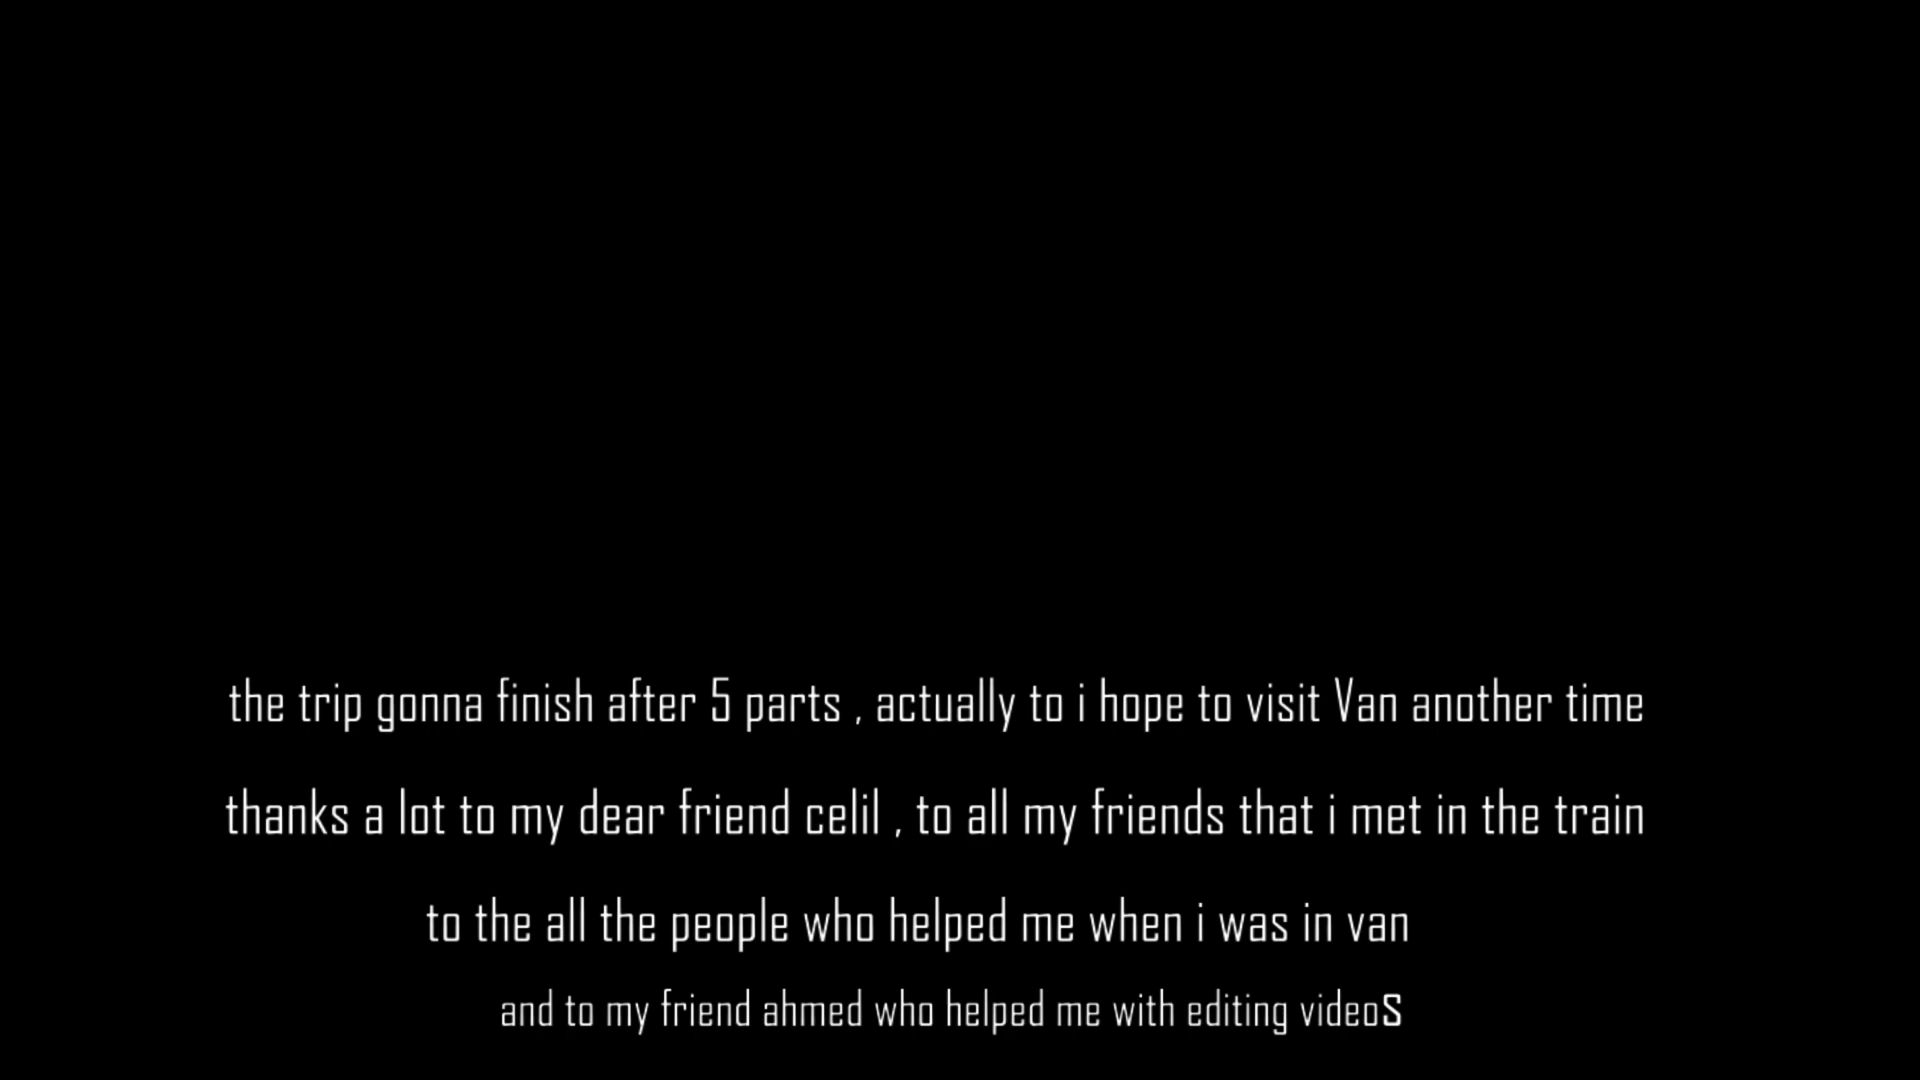 the trip gonna finish after 5 parts , actually to i hope to visit Van another time
thanks a lot to my dear friend celil , to all my friends that i met in the train
to the all the people who helped me when i was in van
and to my friend ahmed who helped me with editing videos